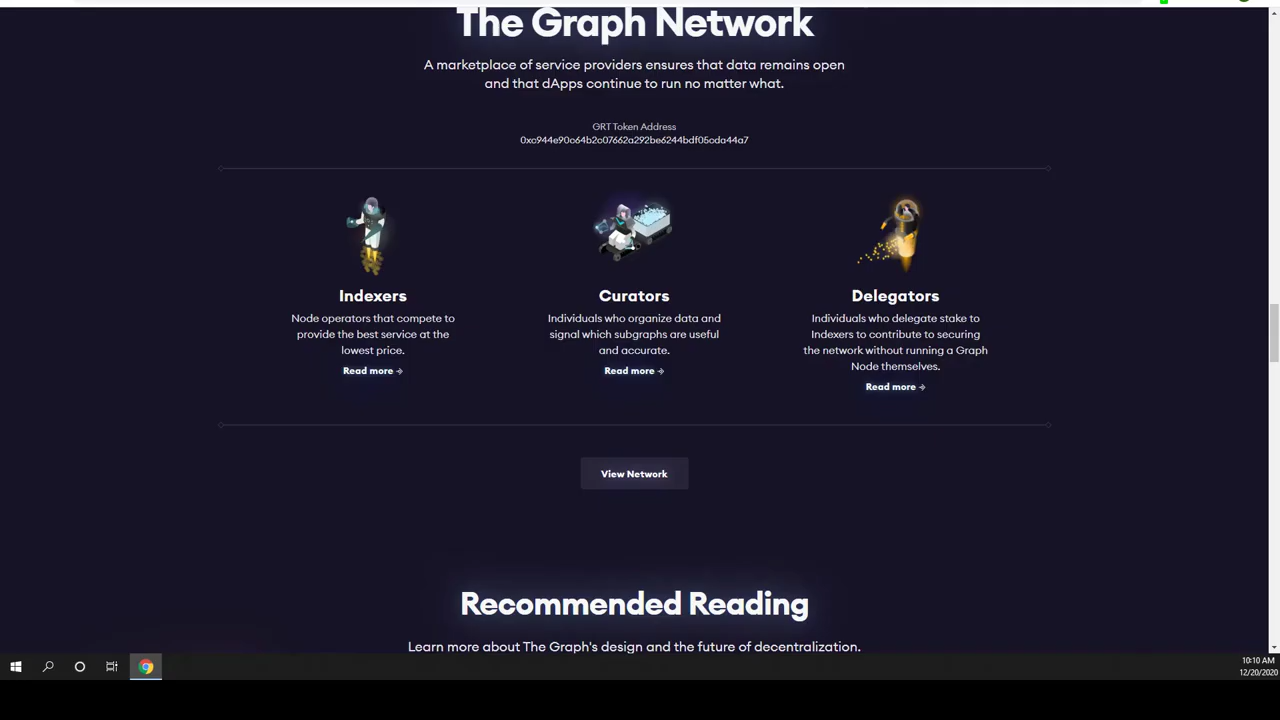 The Graph Network
A marketplace of service providers ensures that data remains open
and that dApps continue to run no matter what.
GRT Token Address
0xc944e90c64b2c07662a292be6244bdf05cda44a7
Indexers
Node operators that compete to
provide the best service at the
lowest price.
Read more →
Curators
Individuals who organize data and
signal which subgraphs are useful
and accurate.
Read more →
Delegators
Individuals who delegate stake to
Indexers to contribute to securing
the network without running a Graph
Node themselves.
Read more →
View Network
Recommended Reading
Learn more about The Graph's design and the future of decentralization.
10:10 AM
12/20/2020